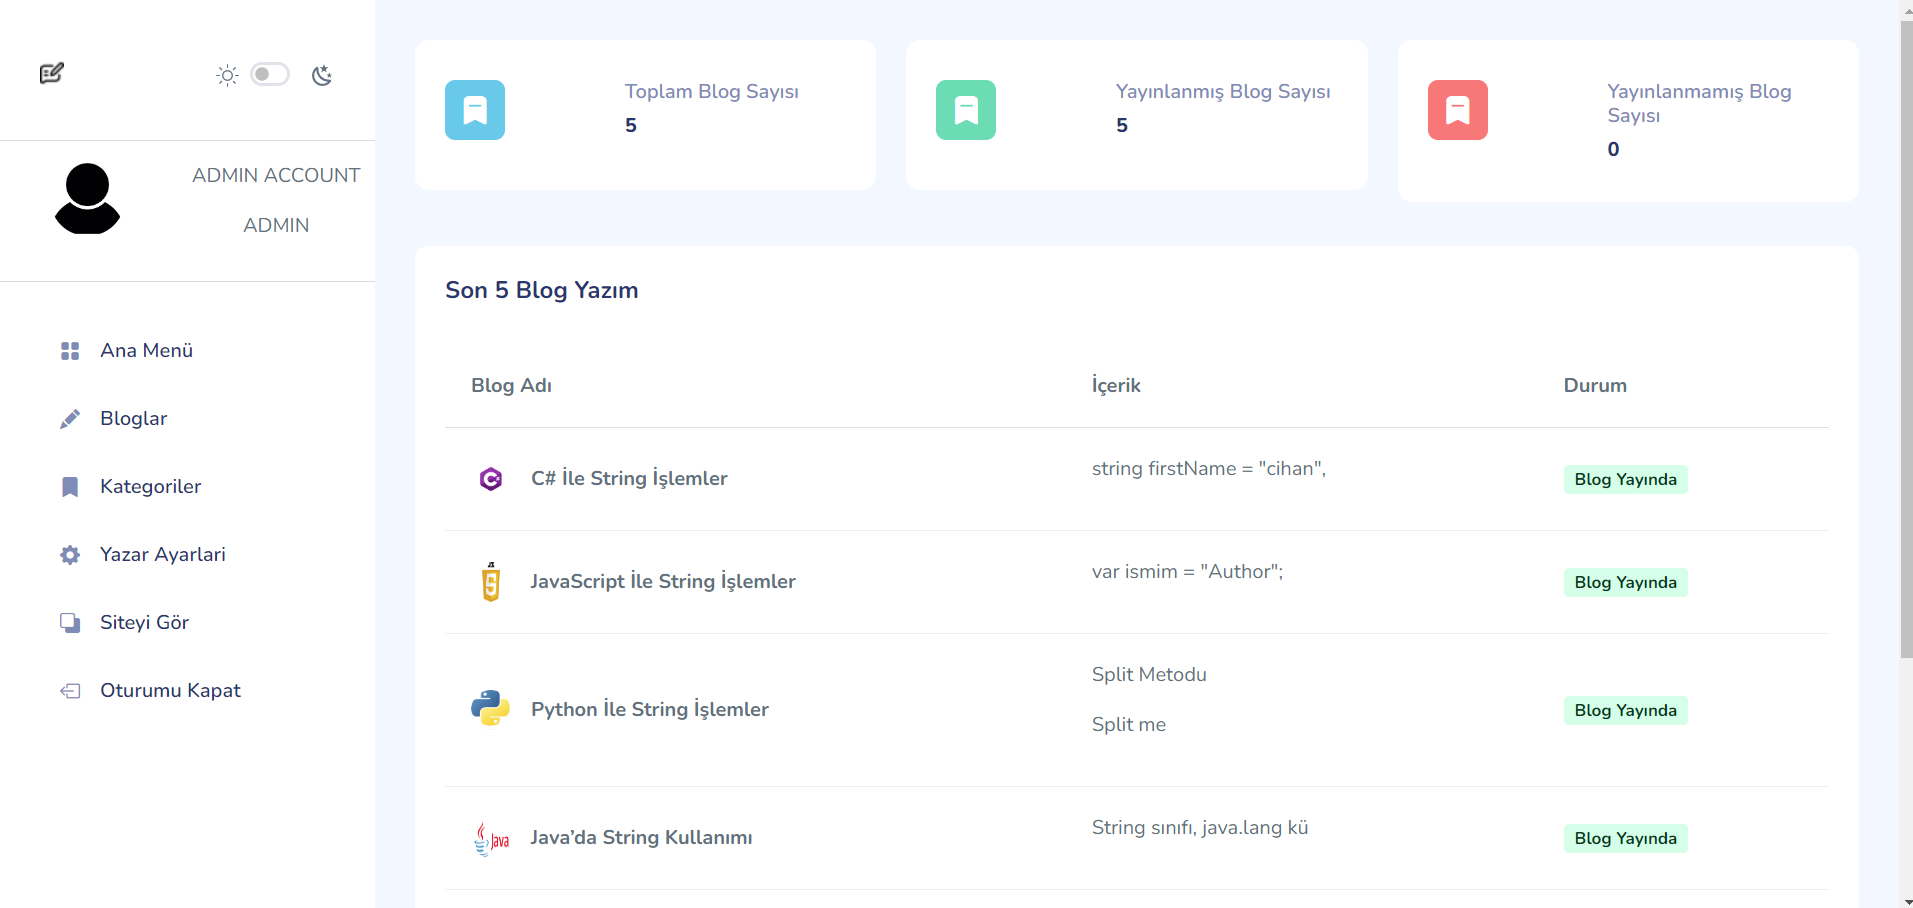 ADMIN ACCOUNT
ADMIN
Ana Menü
Bloglar
Kategoriler
Yazar Ayarlari
Siteyi Gör
Oturumu Kapat
Toplam Blog Sayısı
5
Yayınlanmış Blog Sayısı
5
Yayınlanmamış Blog
Sayısı
0
Son 5 Blog Yazım
Blog Adı İçerik Durum
C# İle String İşlemler string firstName = "cihan", Blog Yayında
JavaScript İle String İşlemler var ismim = "Author"; Blog Yayında
Split Metodu
Python İle String İşlemler Blog Yayında
Split me
Java
Java’da String Kullanımı String sınıfı, java.lang kü Blog Yayında